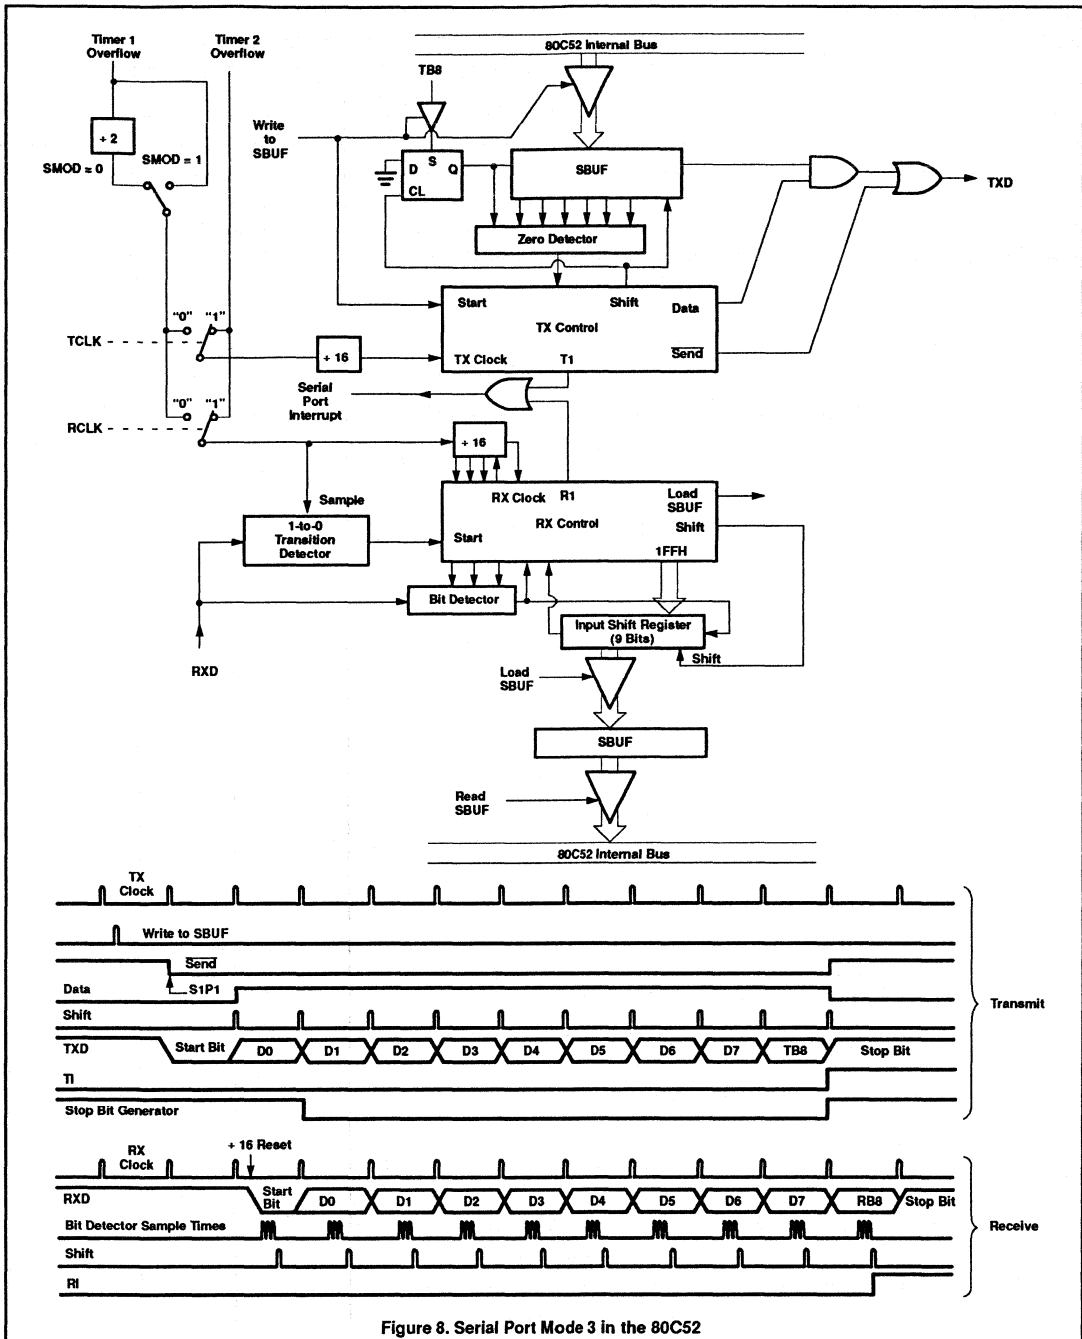 Timer 1
Overflow
Timer 2
Overflow
80C52 Internal Bus
TB8
Write
to
SBUF
÷ 2
SMOD = 1
SMOD = 0
S
D
Q
CL
SBUF
TXD
Zero Detector
Start
Shift
Data
TX Control
"0"
"1"
TCLK
÷ 16
TX Clock
T1
Send
Serial
Port
Interrupt
"0"
"1"
RCLK
÷ 16
Sample
RX Clock
R1
Load
SBUF
RX Control
Shift
1-to-0
Transition
Detector
Start
1FFH
Bit Detector
Input Shift Register
(9 Bits)
Shift
RXD
Load
SBUF
SBUF
Read
SBUF
80C52 Internal Bus
TX
Clock
Write to SBUF
Send
Data
S1P1
Transmit
Shift
TXD
Start Bit
D0
D1
D2
D3
D4
D5
D6
D7
TB8
Stop Bit
TI
Stop Bit Generator
RX
Clock
÷ 16 Reset
RXD
Start
Bit
D0
D1
D2
D3
D4
D5
D6
D7
RB8
Stop Bit
Bit Detector Sample Times
Receive
Shift
RI
Figure 8. Serial Port Mode 3 in the 80C52